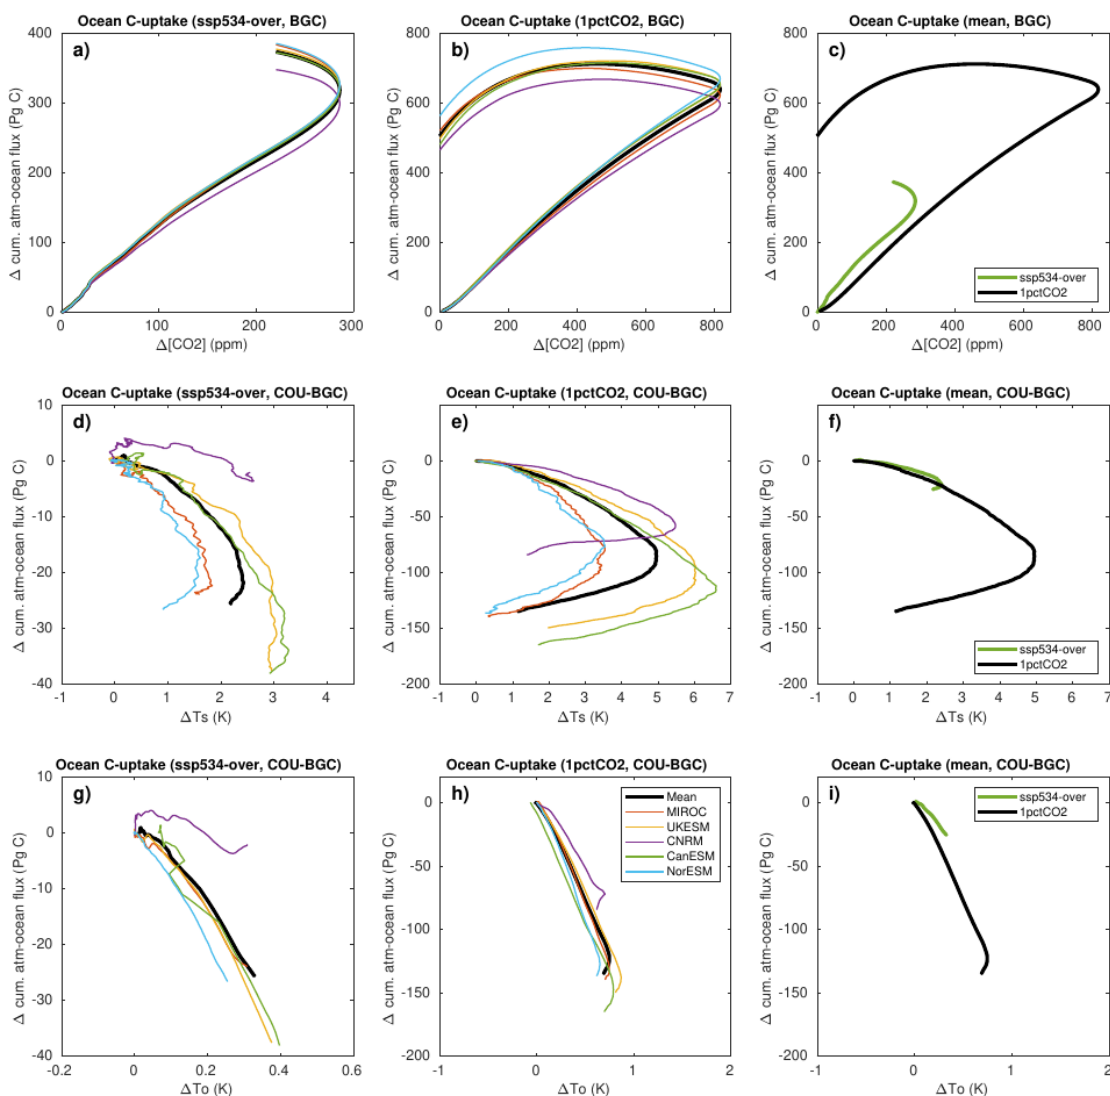 Ocean C-uptake (ssp534-over, BGC)
a)
400
300
200
100
0
0
100
200
300
Δ cum. atm-ocean flux (Pg C)
Δ[CO2] (ppm)
Ocean C-uptake (1pctCO2, BGC)
b)
800
600
400
200
0
0
200
400
600
800
Δ cum. atm-ocean flux (Pg C)
Δ[CO2] (ppm)
Ocean C-uptake (mean, BGC)
c)
800
600
400
200
0
0
200
400
600
800
Δ cum. atm-ocean flux (Pg C)
Δ[CO2] (ppm)
ssp534-over
1pctCO2
Ocean C-uptake (ssp534-over, COU-BGC)
d)
10
0
-10
-20
-30
-40
-1
0
1
2
3
4
Δ cum. atm-ocean flux (Pg C)
ΔTs (K)
Ocean C-uptake (1pctCO2, COU-BGC)
e)
0
-50
-100
-150
-200
-1
0
1
2
3
4
5
6
7
Δ cum. atm-ocean flux (Pg C)
ΔTs (K)
Ocean C-uptake (mean, COU-BGC)
f)
0
-50
-100
-150
-200
-1
0
1
2
3
4
5
6
7
Δ cum. atm-ocean flux (Pg C)
ΔTs (K)
ssp534-over
1pctCO2
Ocean C-uptake (ssp534-over, COU-BGC)
g)
10
0
-10
-20
-30
-40
-0.2
0
0.2
0.4
0.6
Δ cum. atm-ocean flux (Pg C)
ΔTo (K)
Ocean C-uptake (1pctCO2, COU-BGC)
h)
0
-50
-100
-150
-200
-1
0
1
2
Δ cum. atm-ocean flux (Pg C)
ΔTo (K)
Mean
MIROC
UKESM
CNRM
CanESM
NorESM
Ocean C-uptake (mean, COU-BGC)
i)
0
-50
-100
-150
-200
-1
0
1
2
Δ cum. atm-ocean flux (Pg C)
ΔTo (K)
ssp534-over
1pctCO2